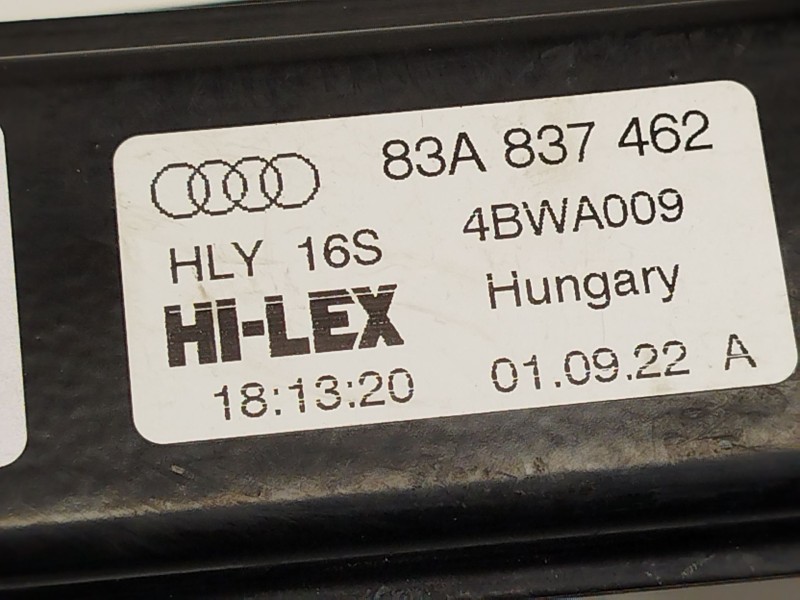 83A 837 462
HLY 16S 4BWA009
HI-LEX Hungary
18:13:20 01.09.22 A